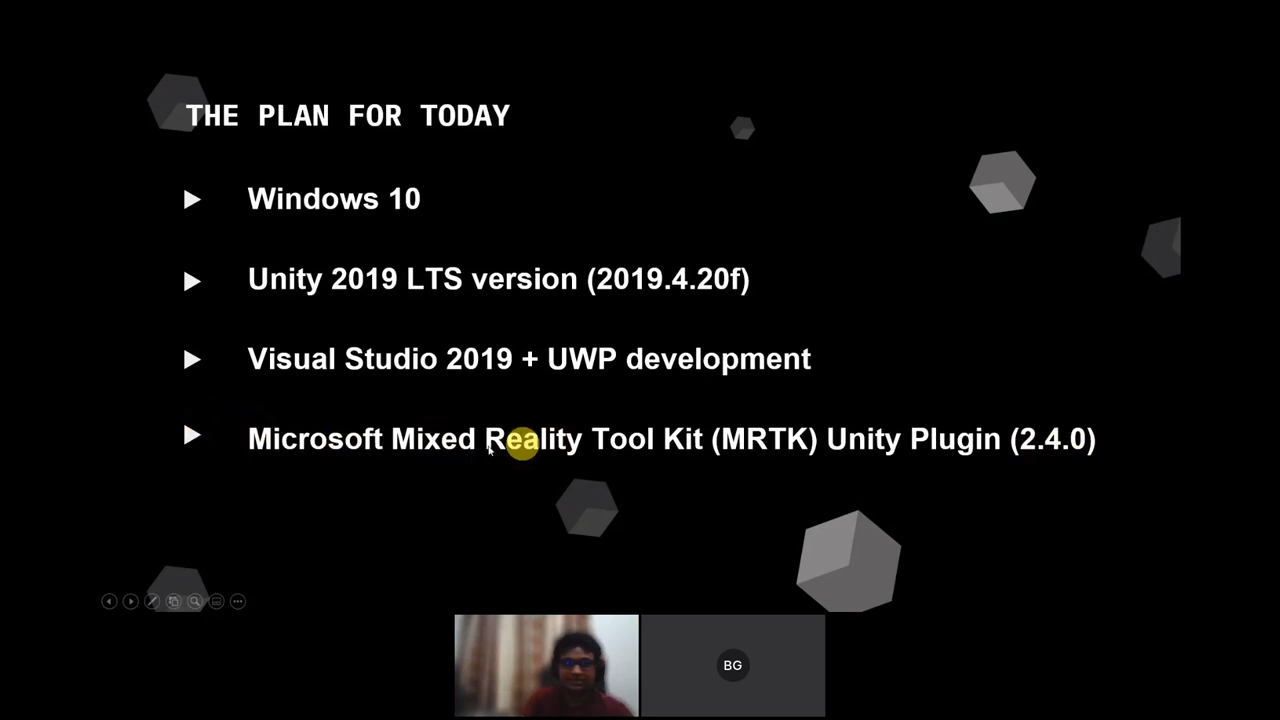 THE PLAN FOR TODAY
Windows 10
Unity 2019 LTS version (2019.4.20f)
Visual Studio 2019 + UWP development
Microsoft Mixed Reality Tool Kit (MRTK) Unity Plugin (2.4.0)
BG